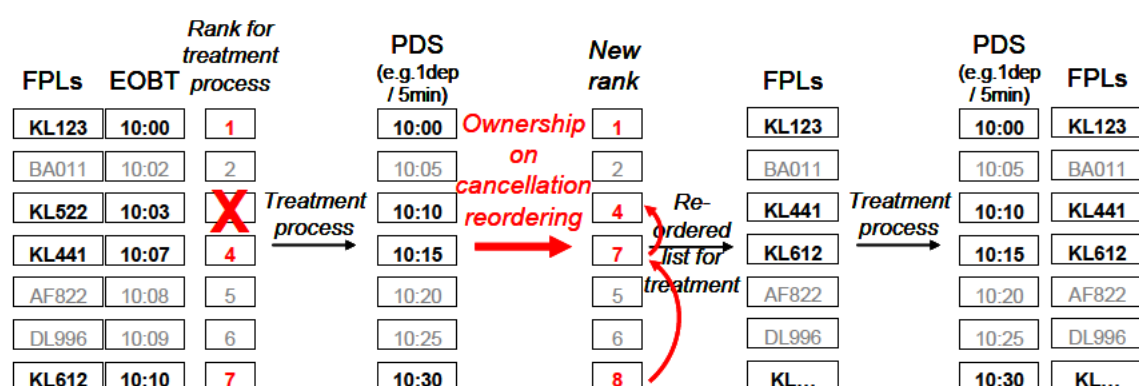 Rank for
treatment
process
FPLs EOBT
PDS
(e.g.1dep
/ 5min)
New
rank
FPLs
PDS
(e.g.1dep
/ 5min)
FPLs
KL123 10:00 1 10:00 Ownership 1 KL123 10:00 KL123
on
BA011 10:02 2 10:05 2 BA011 10:05 BA011
cancellation
KL522 10:03 X Treatment 10:10 reordering 4 Re- KL441 Treatment 10:10 KL441
process ordered process
KL441 10:07 4 10:15 7 list for KL612 10:15 KL612
treatment
AF822 10:08 5 10:20 5 AF822 10:20 AF822
DL996 10:09 6 10:25 6 DL996 10:25 DL996
KL612 10:10 7 10:30 8 KL... 10:30 KL...